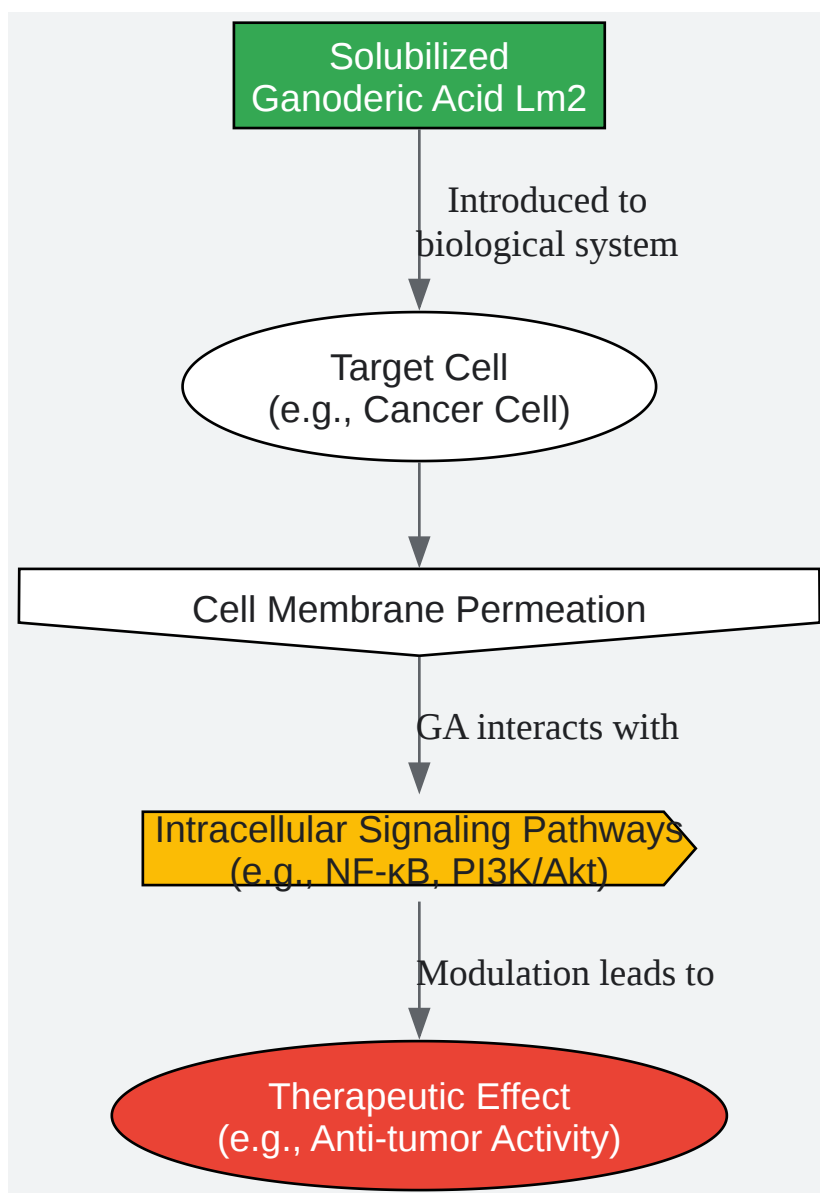 Solubilized
Ganoderic Acid Lm2
Introduced to
biological system
Target Cell
(e.g., Cancer Cell)
Cell Membrane Permeation
GA interacts with
Intracellular Signaling Pathways
(e.g., NF-κB, PI3K/Akt)
Modulation leads to
Therapeutic Effect
(e.g., Anti-tumor Activity)